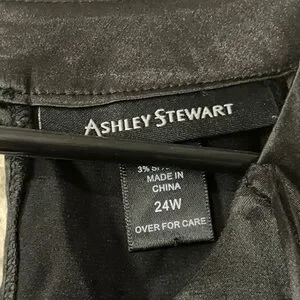 ASHLEY STEWART
3%
MADE IN
CHINA
24W
OVER FOR CARE